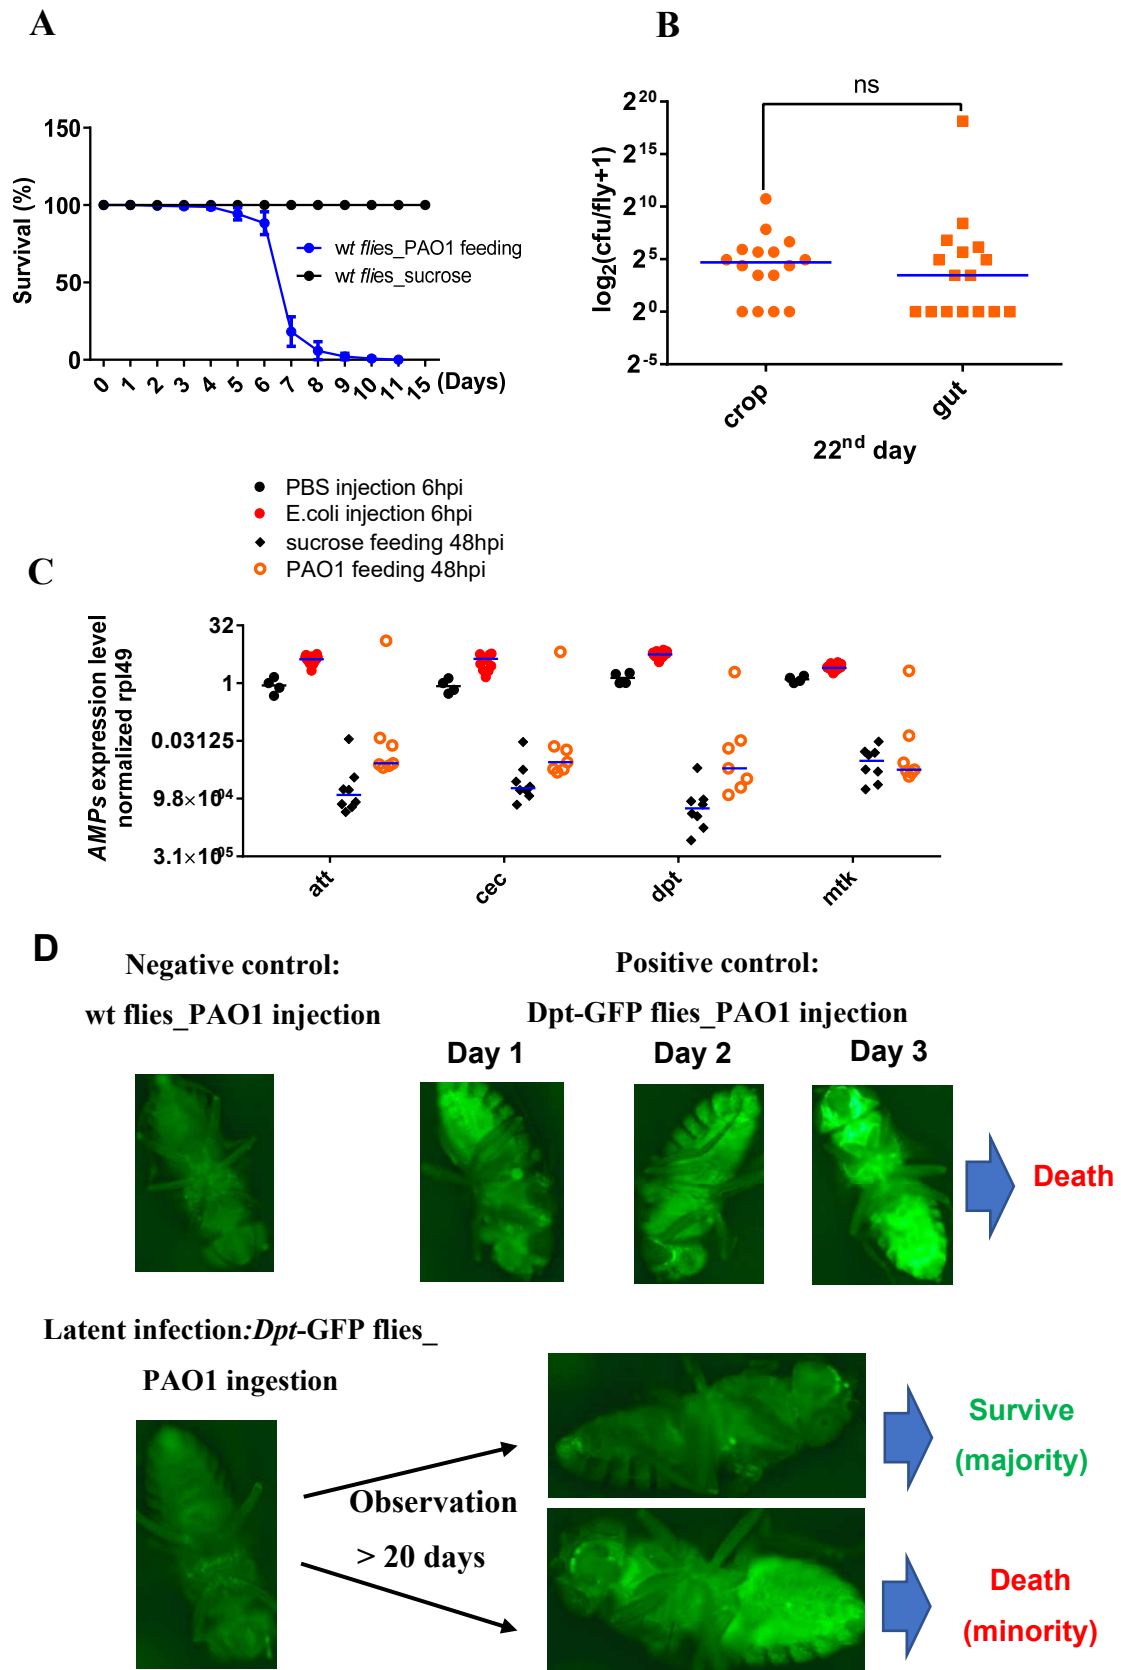 A
B
150
100
50
0
Survival (%)
wt flies_PAO1 feeding
wt flies_sucrose
0 1 2 3 4 5 6 7 8 9 10 11 15 (Days)
ns
2^20
2^15
2^10
2^5
2^0
2^-5
log₂(cfu/fly+1)
crop gut
22nd day
PBS injection 6hpi
E.coli injection 6hpi
sucrose feeding 48hpi
PAO1 feeding 48hpi
C
32
1
0.03125
9.8×10^-04
3.1×10^-05
AMPs expression level
normalized rpl49
att cec dpt mtk
D
Negative control:
wt flies_PAO1 injection
Positive control:
Dpt-GFP flies_PAO1 injection
Day 1 Day 2 Day 3
Death
Latent infection:Dpt-GFP flies_
PAO1 ingestion
Observation
> 20 days
Survive
(majority)
Death
(minority)